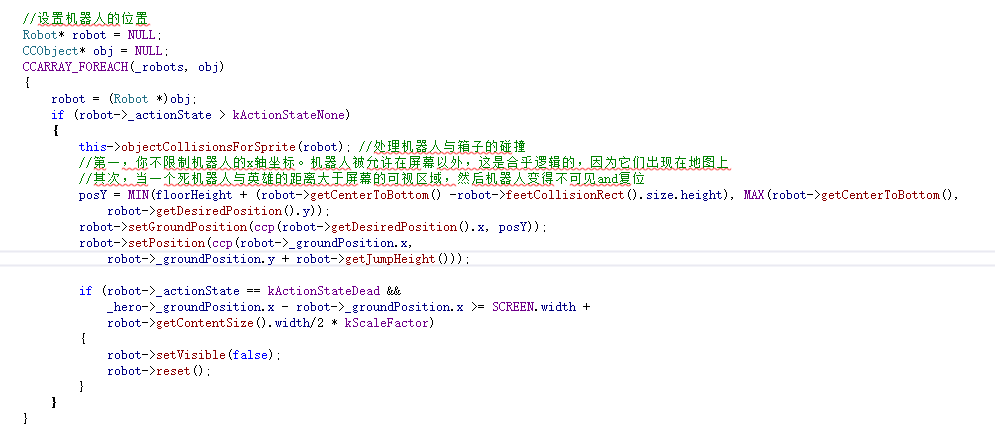 //设置机器人的位置
Robot* robot = NULL;
CCObject* obj = NULL;
CCARRAY_FOREACH(_robots, obj)
{
robot = (Robot *)obj;
if (robot->_actionState > kActionStateNone)
{
this->objectCollisionsForSprite(robot); //处理机器人与箱子的碰撞
//第一，你不限制机器人的x轴坐标。机器人被允许在屏幕以外，这是合乎逻辑的，因为它们出现在地图上
//其次，当一个死机器人与英雄的距离大于屏幕的可视区域，然后机器人变得不可见and复位
posY = MIN(floorHeight + (robot->getCenterToBottom() -robot->feetCollisionRect().size.height), MAX(robot->getCenterToBottom(),
robot->getDesiredPosition().y));
robot->setGroundPosition(ccp(robot->getDesiredPosition().x, posY));
robot->setPosition(ccp(robot->_groundPosition.x,
robot->_groundPosition.y + robot->getJumpHeight()));
if (robot->_actionState == kActionStateDead &&
_hero->_groundPosition.x - robot->_groundPosition.x >= SCREEN.width +
robot->getContentSize().width/2 * kScaleFactor)
{
robot->setVisible(false);
robot->reset();
}
}
}